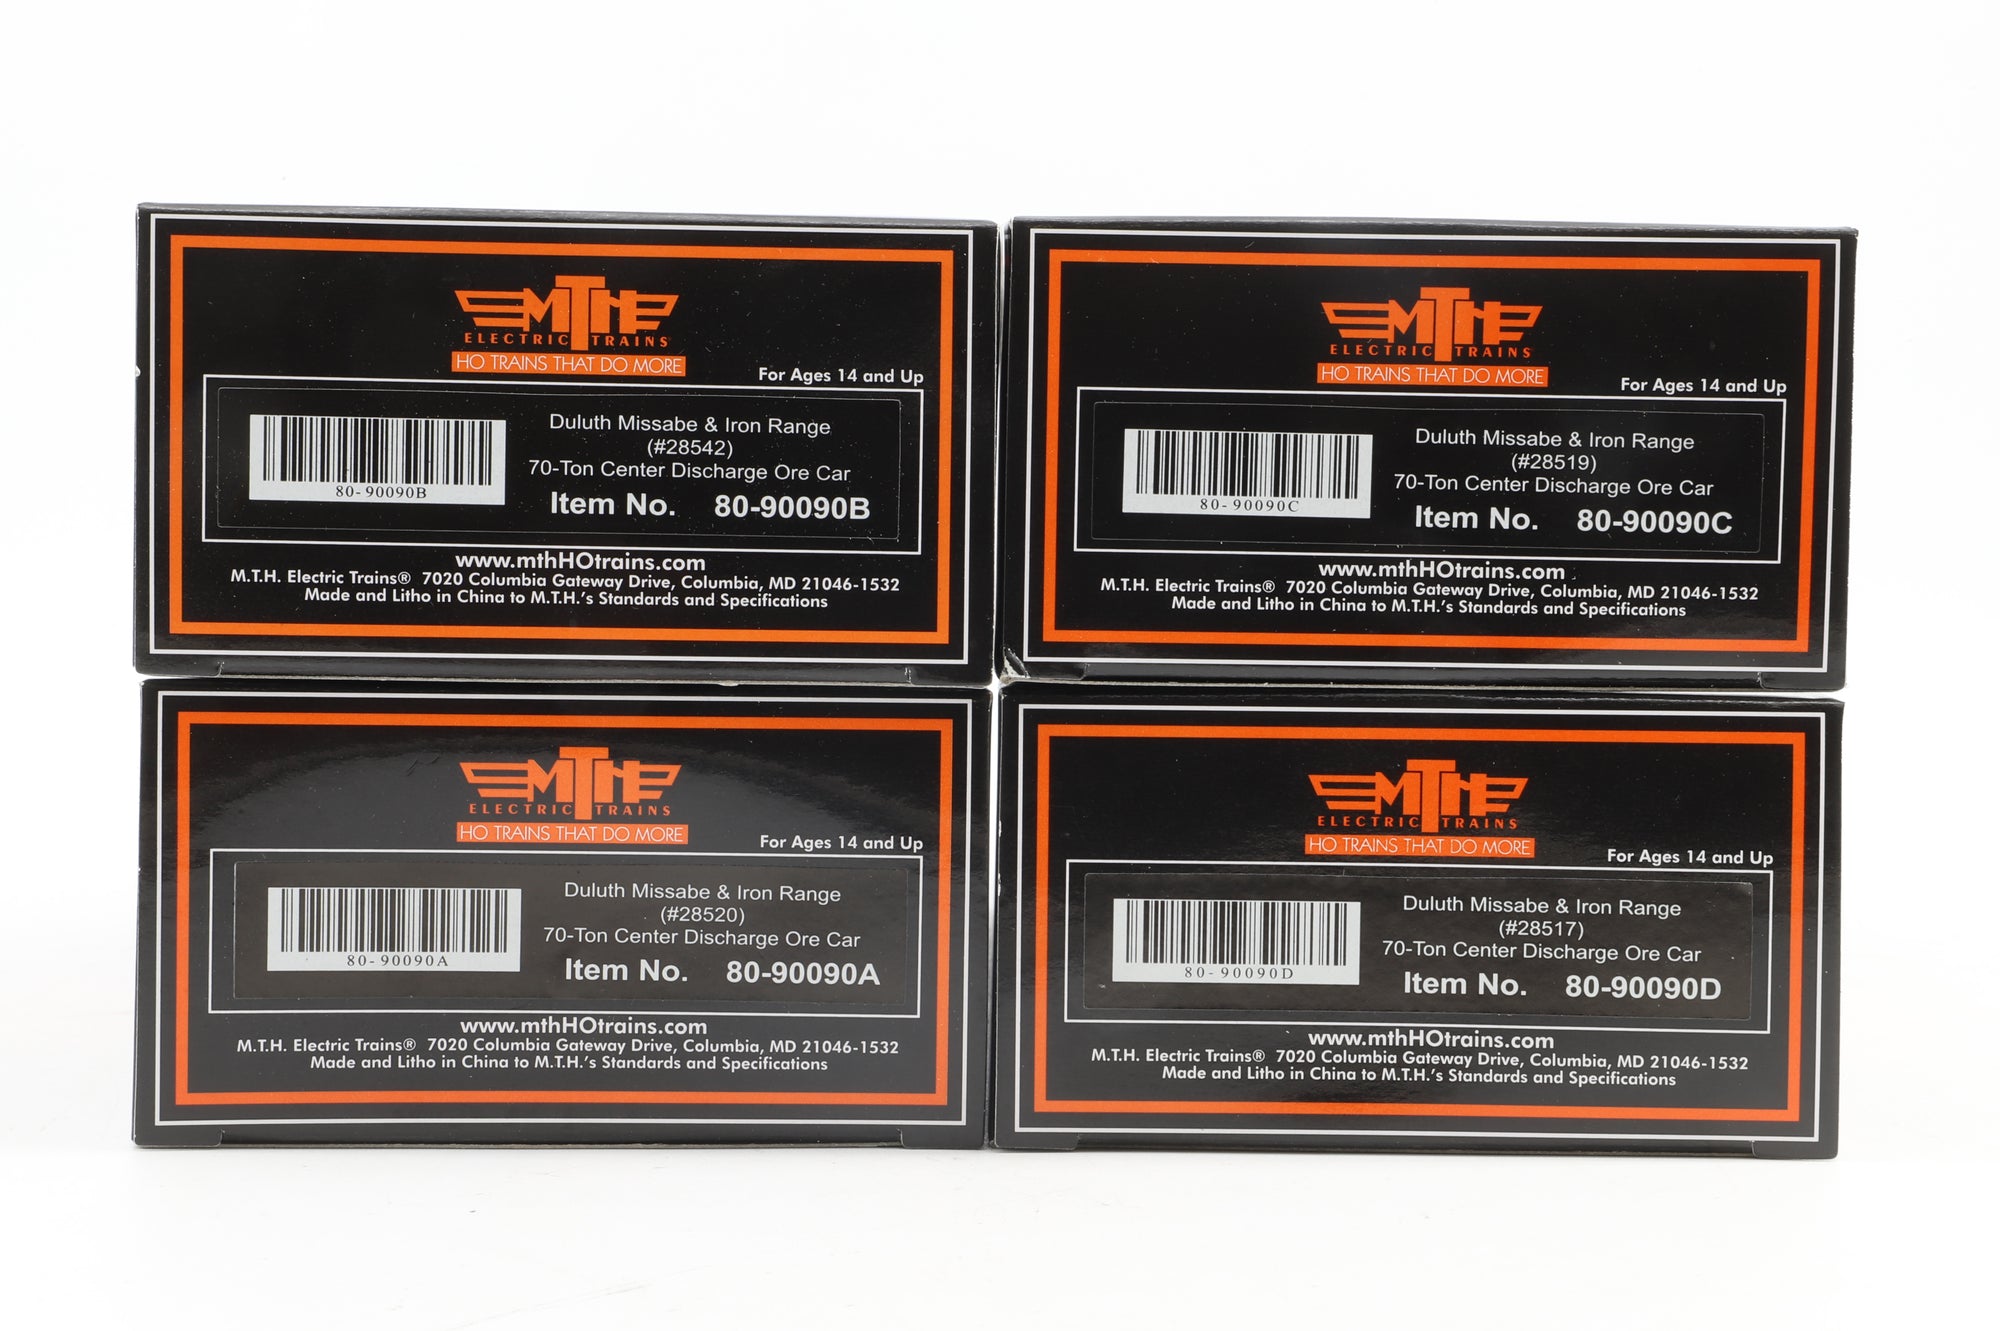 MTH
ELECTRIC TRAINS
HO TRAINS THAT DO MORE
For Ages 14 and Up
Duluth Missabe & Iron Range
(#28542)
70-Ton Center Discharge Ore Car
80-90090B
Item No. 80-90090B
www.mthHOtrains.com
M.T.H. Electric Trains® 7020 Columbia Gateway Drive, Columbia, MD 21046-1532
Made and Litho in China to M.T.H.'s Standards and Specifications
MTH
ELECTRIC TRAINS
HO TRAINS THAT DO MORE
For Ages 14 and Up
Duluth Missabe & Iron Range
(#28519)
70-Ton Center Discharge Ore Car
80-90090C
Item No. 80-90090C
www.mthHOtrains.com
M.T.H. Electric Trains® 7020 Columbia Gateway Drive, Columbia, MD 21046-1532
Made and Litho in China to M.T.H.'s Standards and Specifications
MTH
ELECTRIC TRAINS
HO TRAINS THAT DO MORE
For Ages 14 and Up
Duluth Missabe & Iron Range
(#28520)
70-Ton Center Discharge Ore Car
80-90090A
Item No. 80-90090A
www.mthHOtrains.com
M.T.H. Electric Trains® 7020 Columbia Gateway Drive, Columbia, MD 21046-1532
Made and Litho in China to M.T.H.'s Standards and Specifications
MTH
ELECTRIC TRAINS
HO TRAINS THAT DO MORE
For Ages 14 and Up
Duluth Missabe & Iron Range
(#28517)
70-Ton Center Discharge Ore Car
80-90090D
Item No. 80-90090D
www.mthHOtrains.com
M.T.H. Electric Trains® 7020 Columbia Gateway Drive, Columbia, MD 21046-1532
Made and Litho in China to M.T.H.'s Standards and Specifications